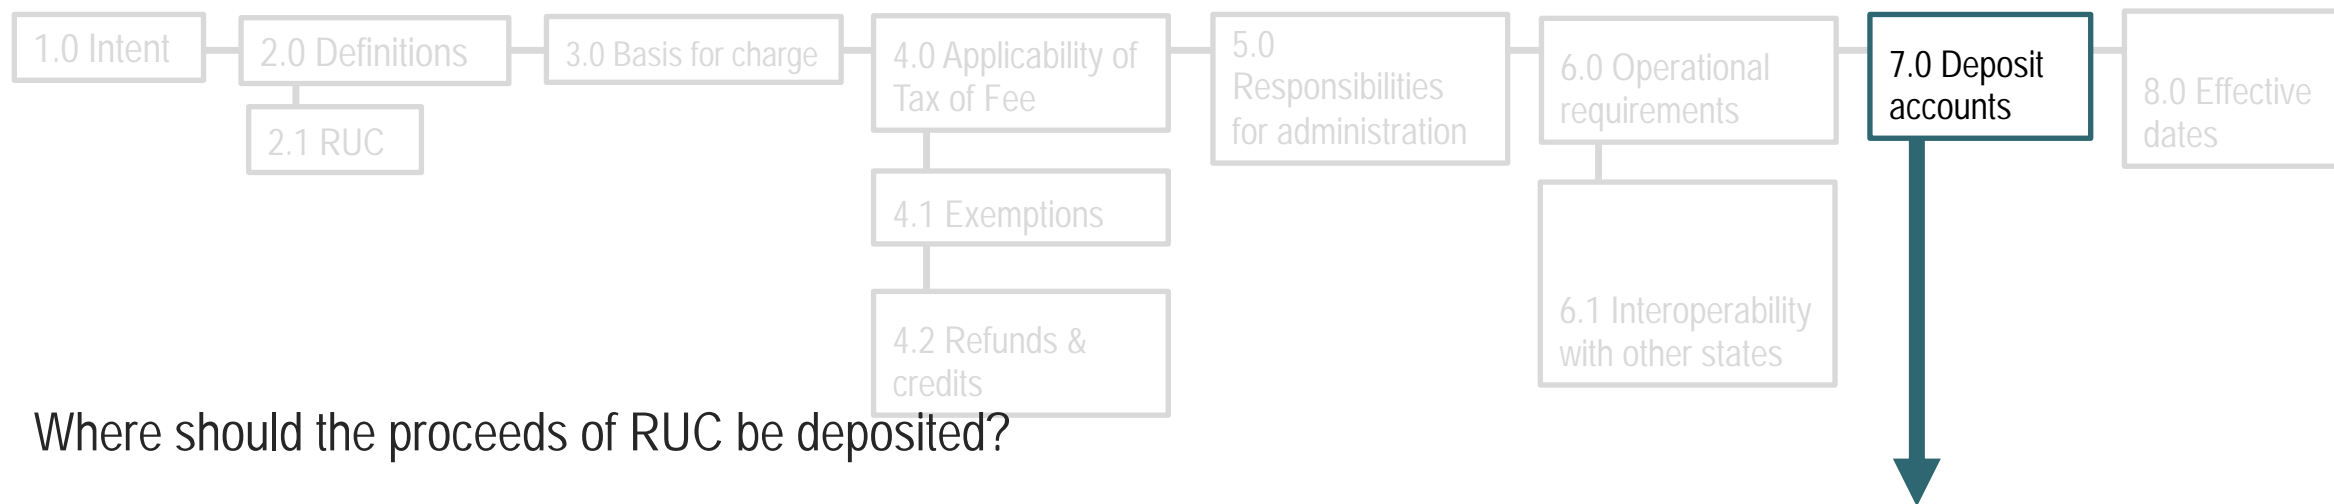 1.0 Intent
2.0 Definitions
2.1 RUC
3.0 Basis for charge
4.0 Applicability of
Tax of Fee
4.1 Exemptions
4.2 Refunds &
credits
5.0
Responsibilities
for administration
6.0 Operational
requirements
6.1 Interoperability
with other states
7.0 Deposit
accounts
8.0 Effective
dates
Where should the proceeds of RUC be deposited?